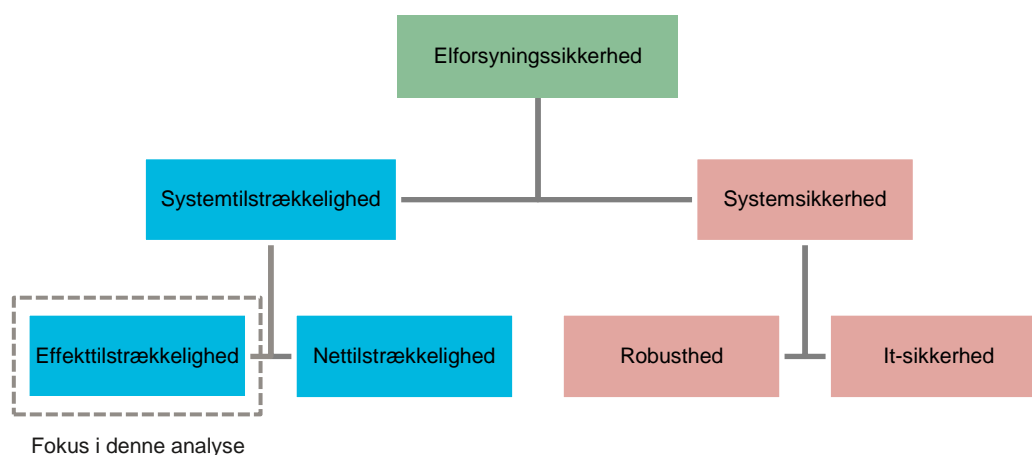 Elforsyningssikkerhed
Systemtilstrækkelighed
Systemsikkerhed
Effekttilstrækkelighed
Nettilstrækkelighed
Robusthed
It-sikkerhed
Fokus i denne analyse